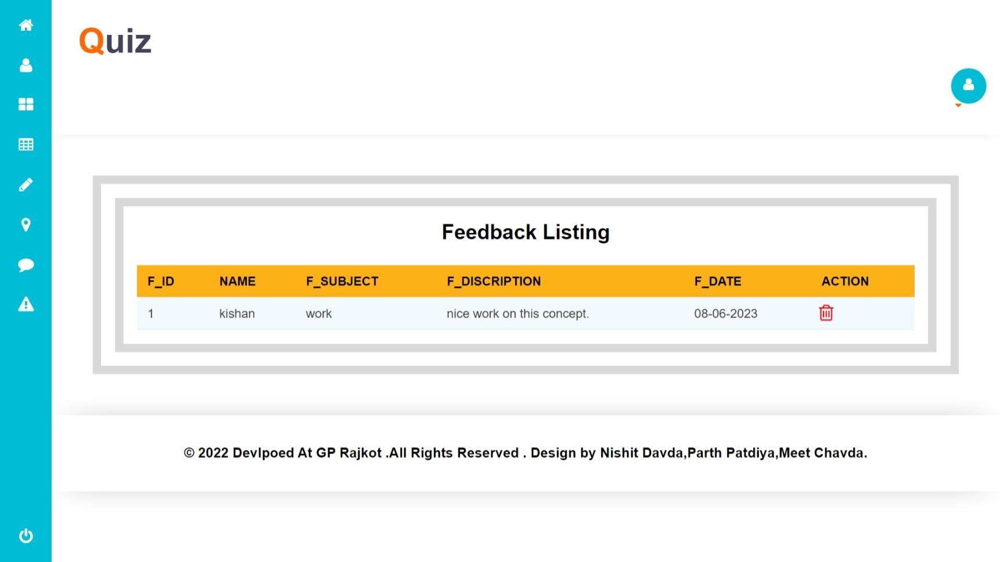 Quiz
Feedback Listing
F_ID NAME F_SUBJECT F_DISCRIPTION F_DATE ACTION
1 kishan work nice work on this concept. 08-06-2023
© 2022 Devlpoed At GP Rajkot .All Rights Reserved . Design by Nishit Davda,Parth Patdiya,Meet Chavda.